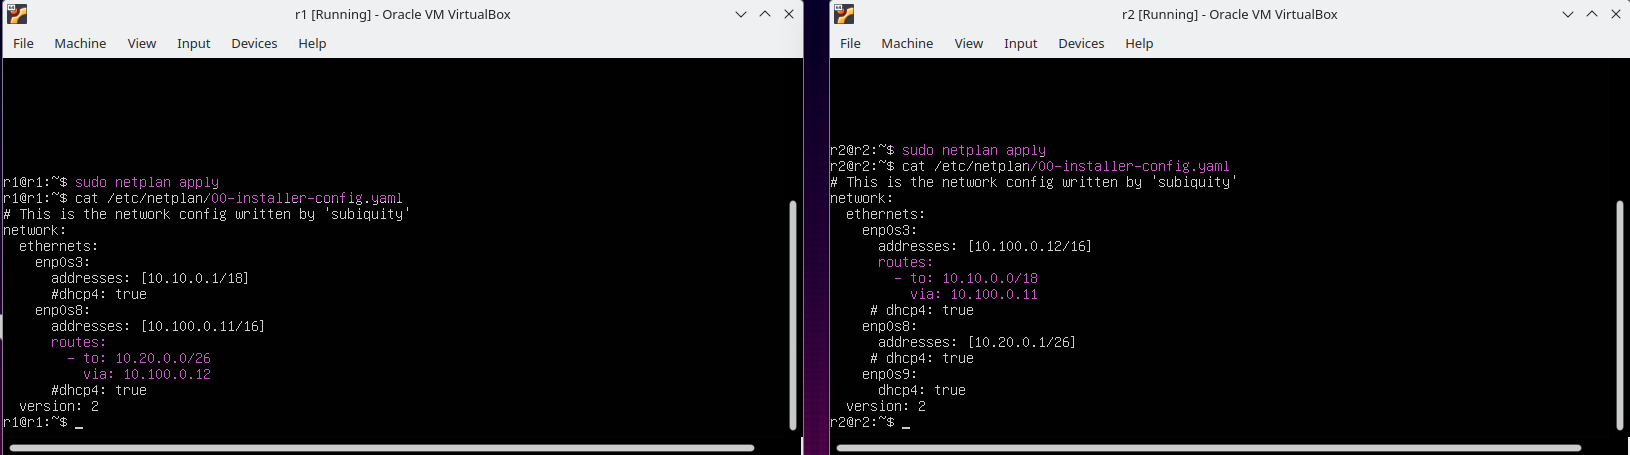 r1 [Running] - Oracle VM VirtualBox
File Machine View Input Devices Help
r1@r1:~$ sudo netplan apply
r1@r1:~$ cat /etc/netplan/00-installer-config.yaml
# This is the network config written by 'subiquity'
network:
  ethernets:
    enp0s3:
      addresses: [10.10.0.1/18]
      #dhcp4: true
    enp0s8:
      addresses: [10.100.0.11/16]
      routes:
        - to: 10.20.0.0/26
          via: 10.100.0.12
      #dhcp4: true
  version: 2
r1@r1:~$ _
r2 [Running] - Oracle VM VirtualBox
File Machine View Input Devices Help
r2@r2:~$ sudo netplan apply
r2@r2:~$ cat /etc/netplan/00-installer-config.yaml
# This is the network config written by 'subiquity'
network:
  ethernets:
    enp0s3:
      addresses: [10.100.0.12/16]
      routes:
        - to: 10.10.0.0/18
          via: 10.100.0.11
     # dhcp4: true
    enp0s8:
      addresses: [10.20.0.1/26]
     # dhcp4: true
    enp0s9:
      dhcp4: true
  version: 2
r2@r2:~$ _